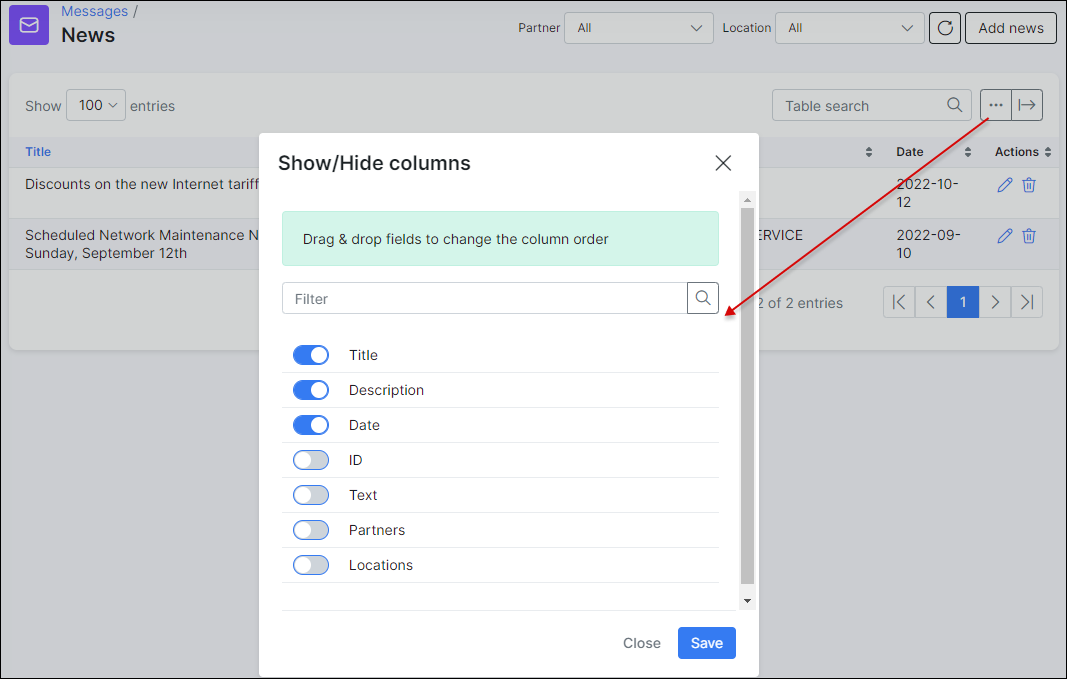 Messages /
News
Partner All Location All Add news
Show 100 entries Table search ...
Title Date Actions
Discounts on the new Internet tariff 2022-10-
12
Scheduled Network Maintenance N ERVICE 2022-09-
Sunday, September 12th 10
2 of 2 entries 1
Show/Hide columns
Drag & drop fields to change the column order
Filter
Title
Description
Date
ID
Text
Partners
Locations
Close Save